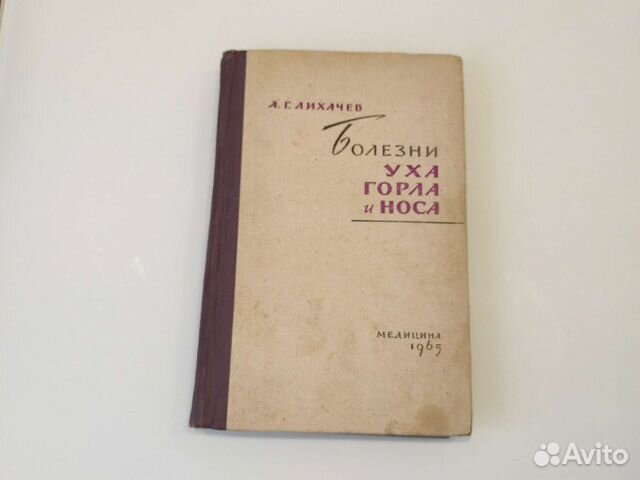 А. Г. ЛИХАЧЕВ
БОЛЕЗНИ
УХА
ГОРЛА
и НОСА
МЕДИЦИНА
1965
Avito